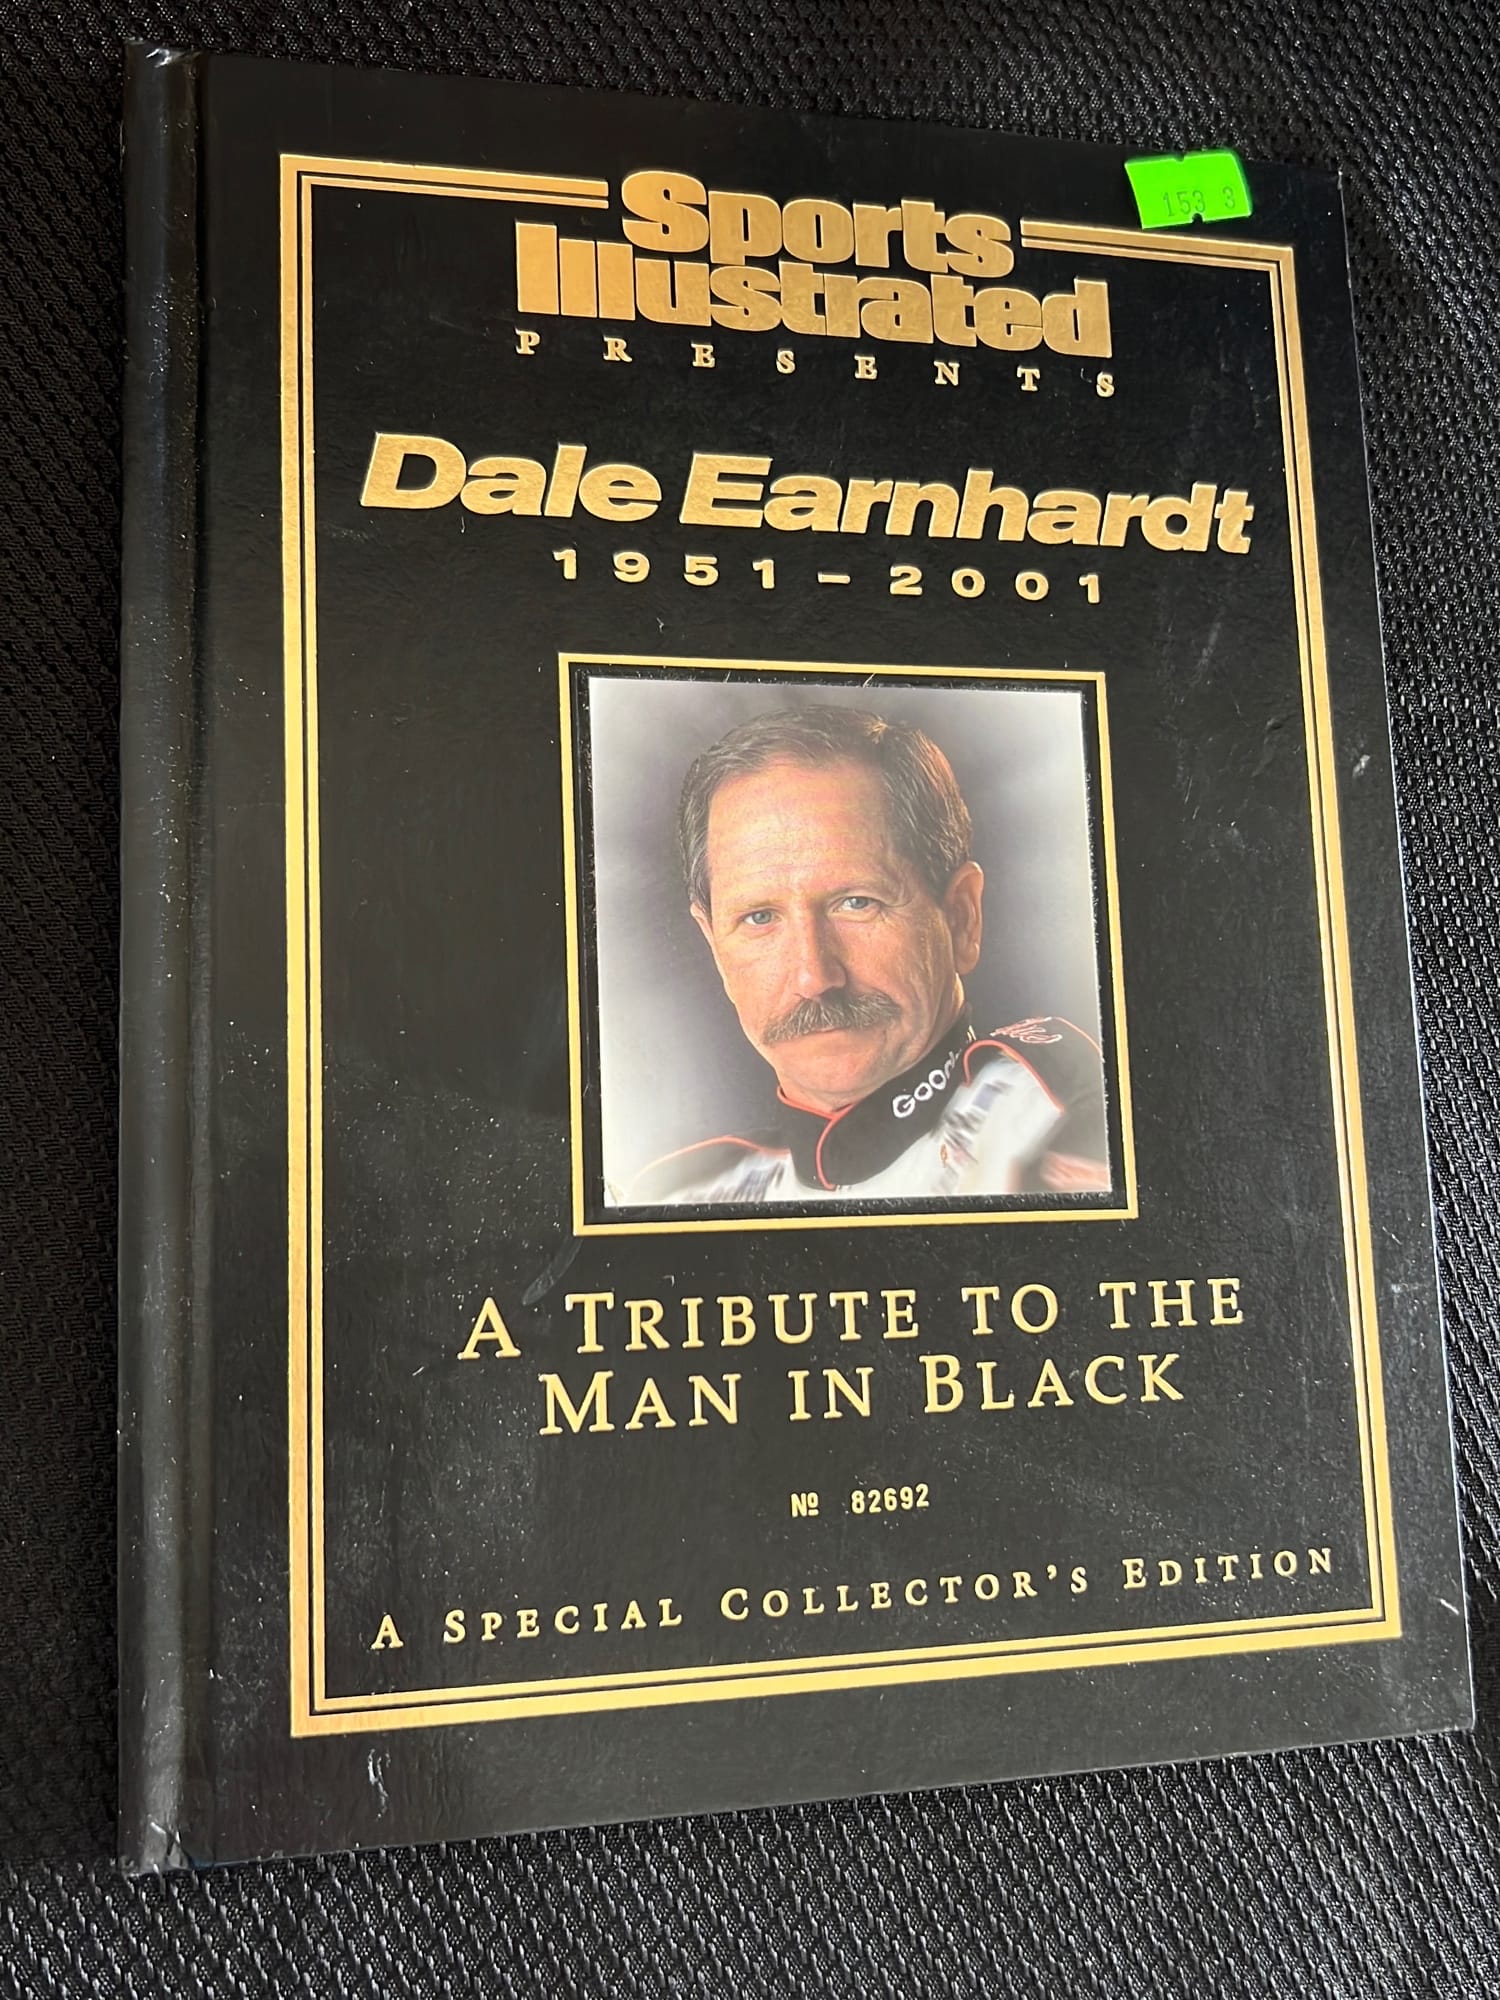 153 3
Sports
Illustrated
PRESENTS
Dale Earnhardt
1951–2001
A TRIBUTE TO THE
MAN IN BLACK
Nº 82692
A SPECIAL COLLECTOR'S EDITION